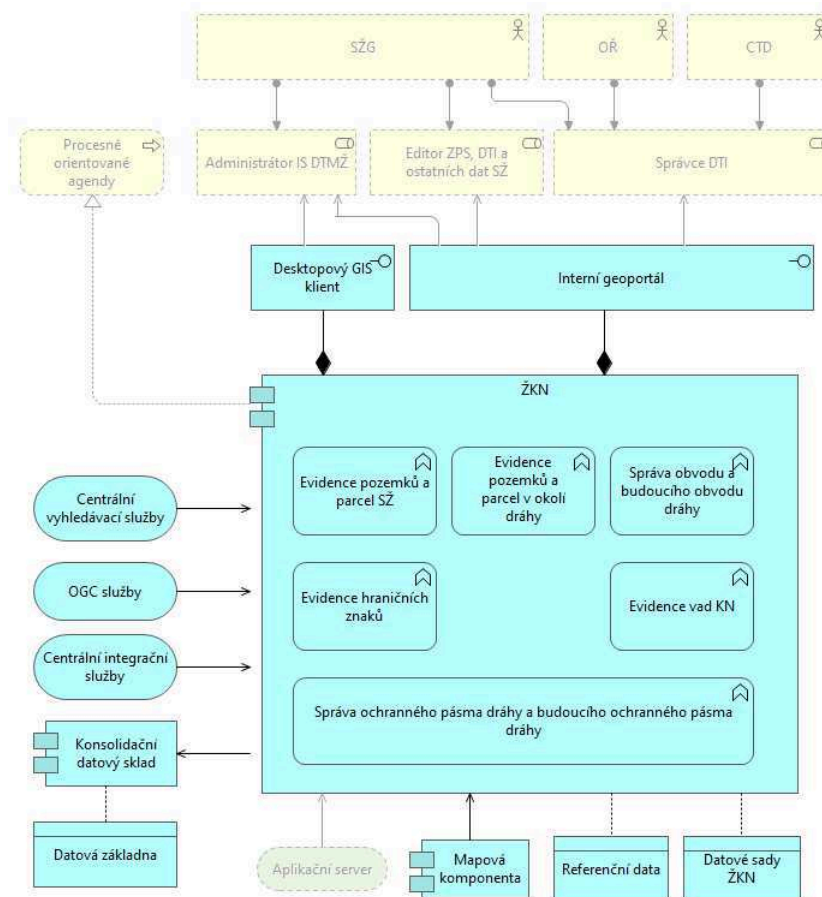 SŽG
OŘ
CTD
Procesně
orientované
agendy
Administrátor IS DTMŽ
Editor ZPS, DTI a
ostatních dat SŽ
Správce DTI
Desktopový GIS
klient
Interní geoportál
ŽKN
Evidence pozemků a
parcel SŽ
Evidence
pozemků a
parcel v okolí
dráhy
Správa obvodu a
budoucího obvodu
dráhy
Centrální
vyhledávací služby
OGC služby
Evidence hraničních
znaků
Evidence vad KN
Centrální integrační
služby
Správa ochranného pásma dráhy a budoucího ochranného pásma
dráhy
Konsolidační
datový sklad
Datová základna
Aplikační server
Mapová
komponenta
Referenční data
Datové sady
ŽKN